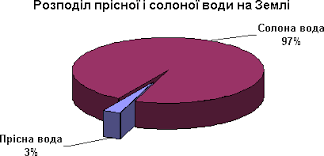 Розподіл прісної і солоної води на Землі
Солона вода
97%
Прісна вода
3%